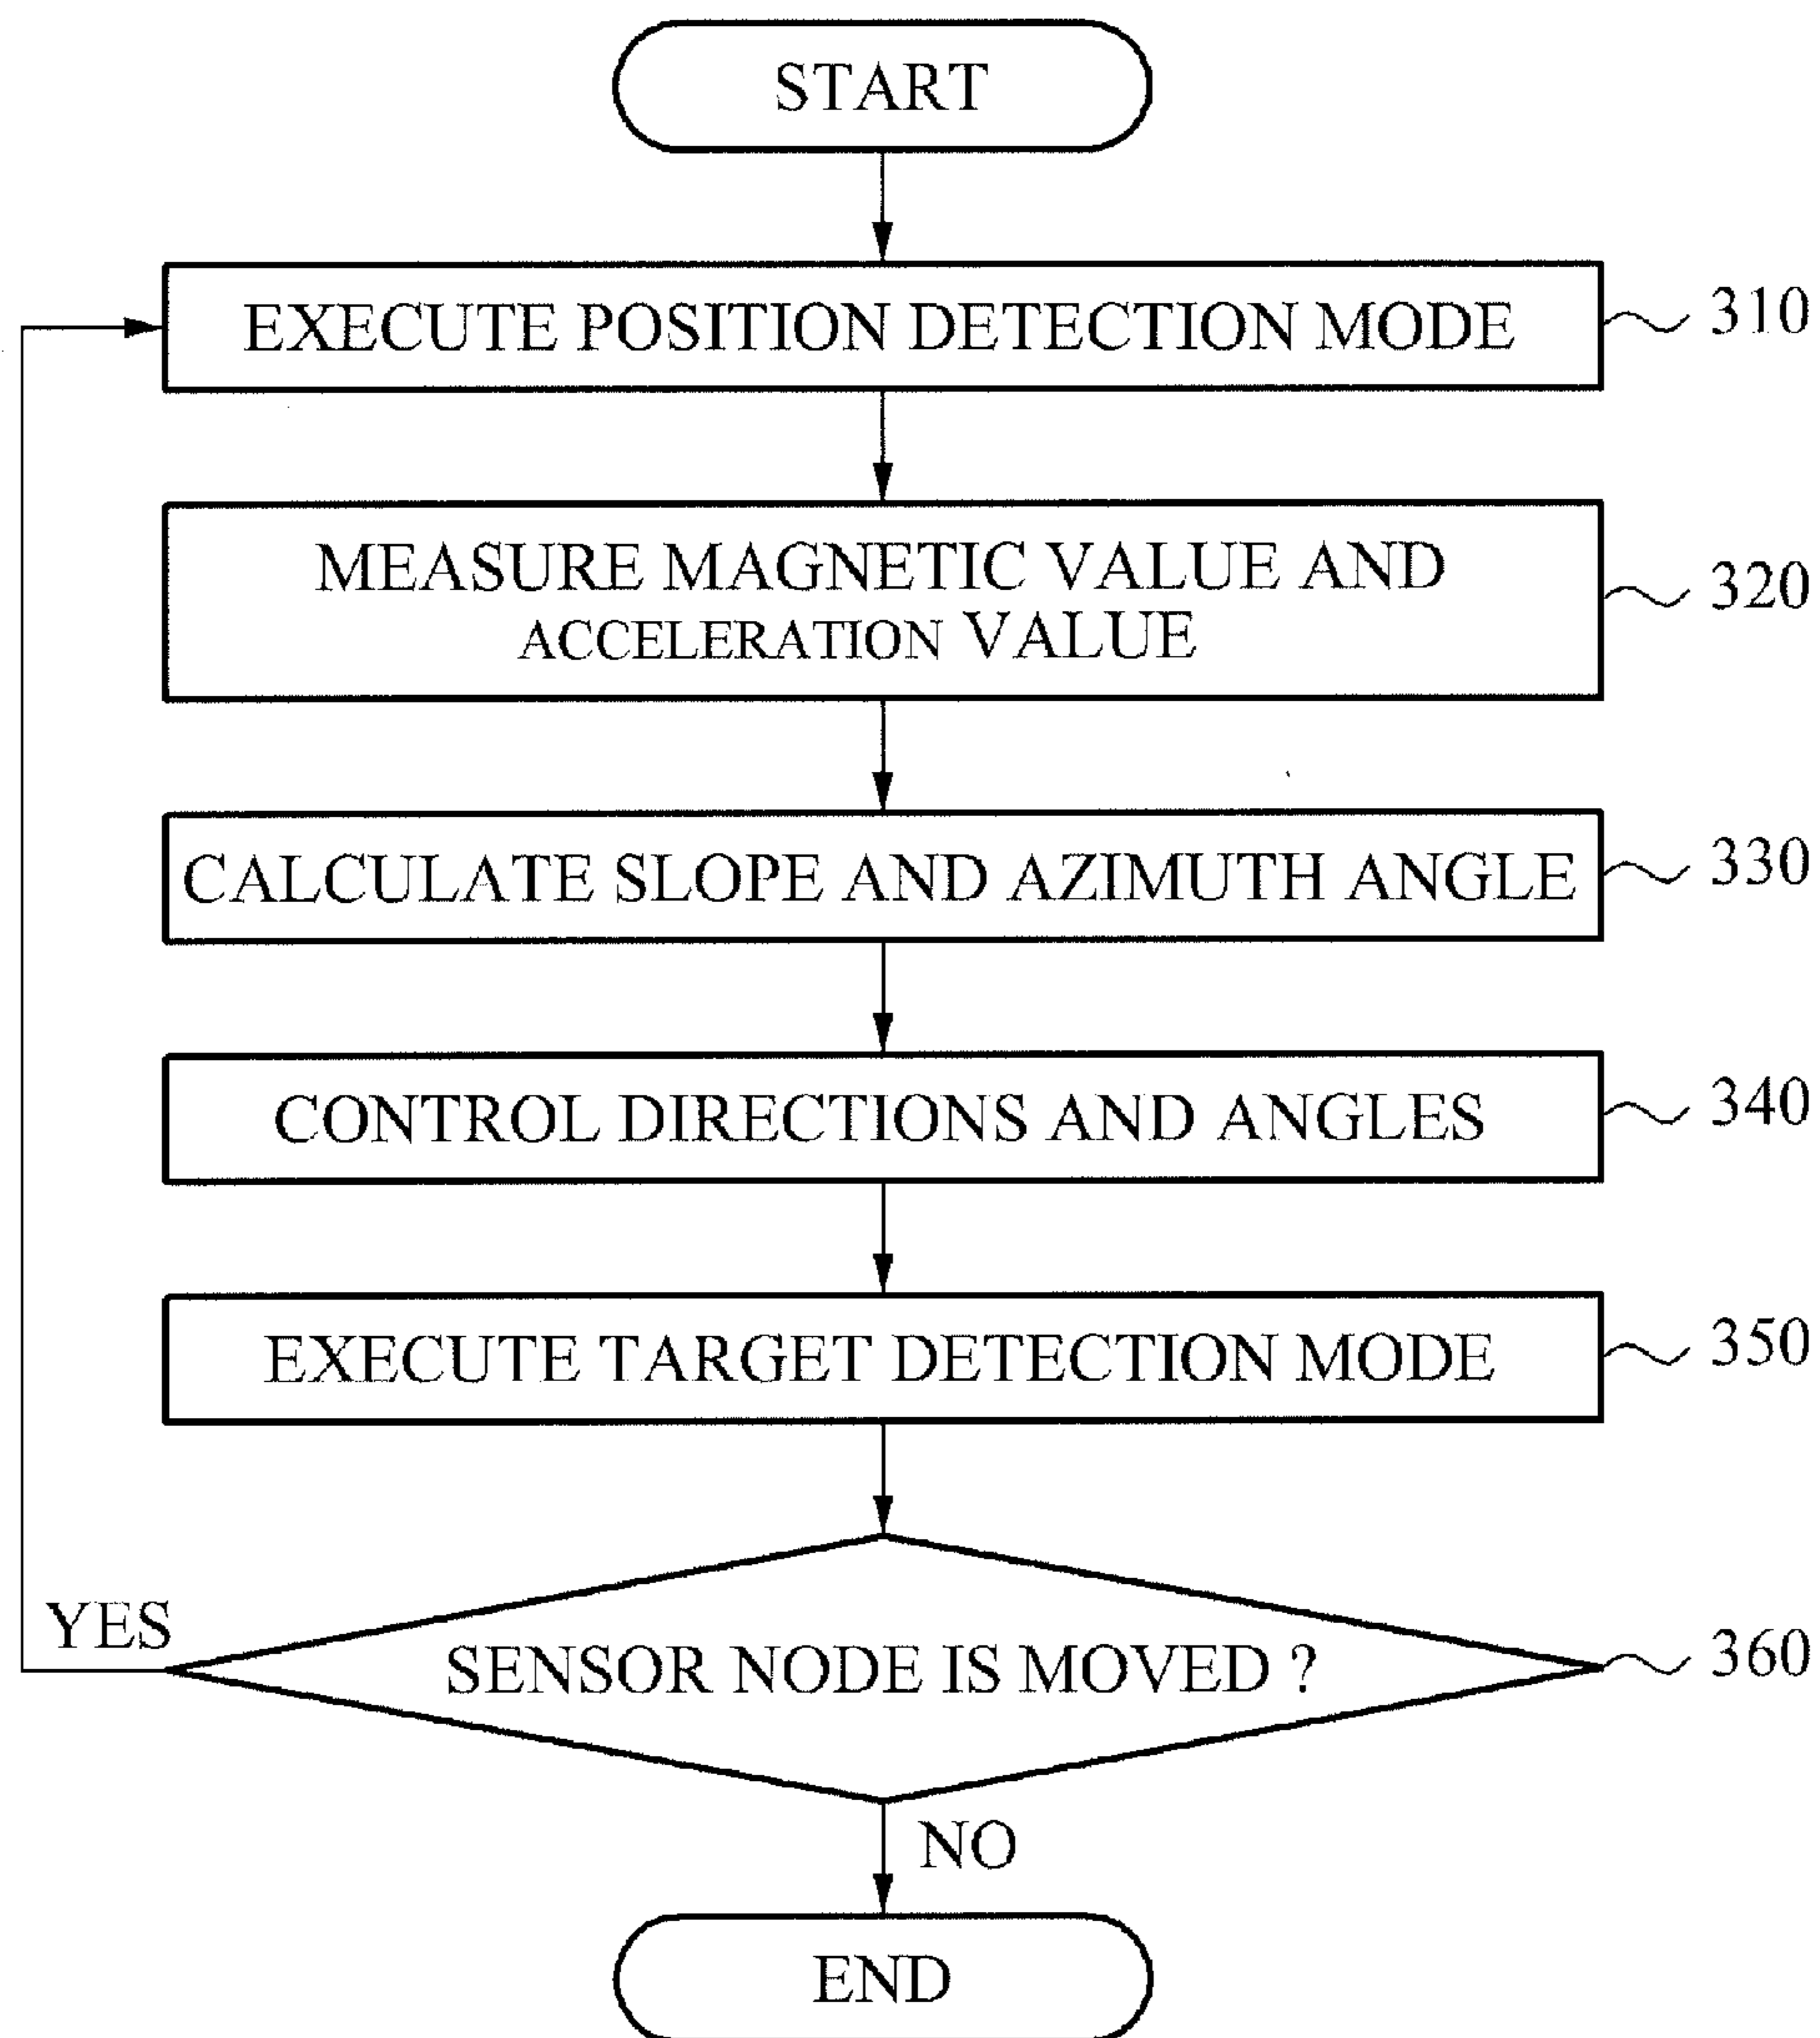 START
EXECUTE POSITION DETECTION MODE
310
MEASURE MAGNETIC VALUE AND
ACCELERATION VALUE
320
CALCULATE SLOPE AND AZIMUTH ANGLE
330
CONTROL DIRECTIONS AND ANGLES
340
EXECUTE TARGET DETECTION MODE
350
YES
SENSOR NODE IS MOVED ?
360
NO
END